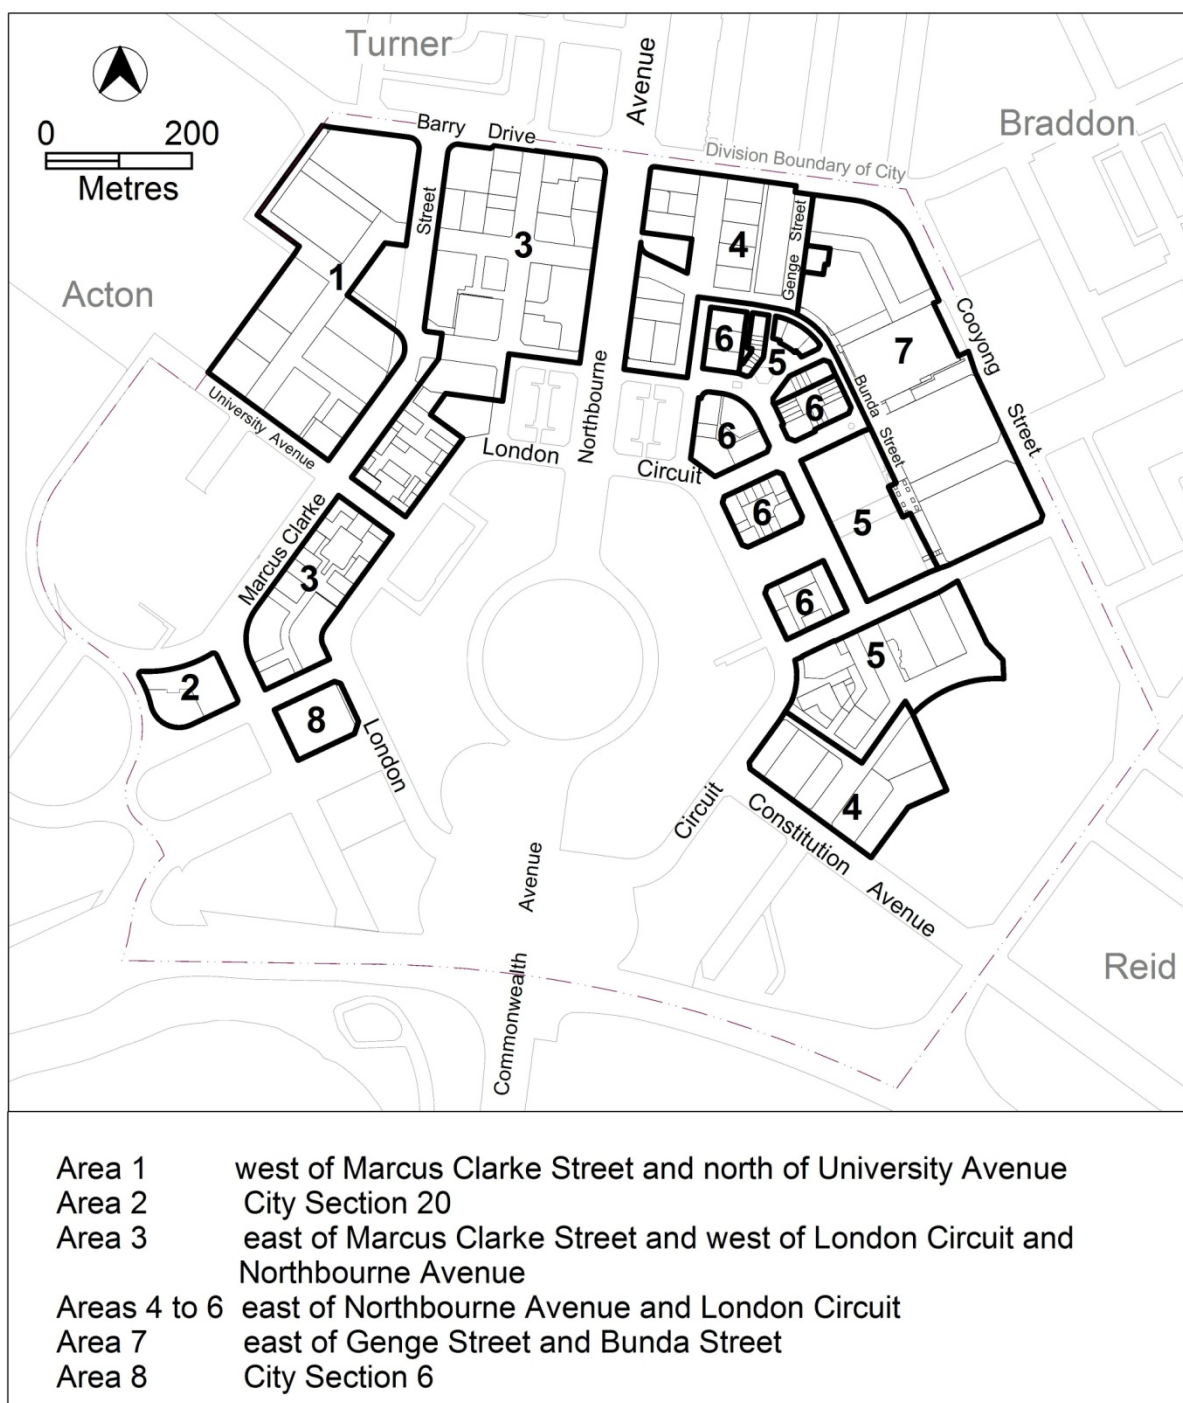 Turner
Avenue
0 200
Metres
Barry Drive
Braddon
Division Boundary of City
Street
Genge Street
Acton
1
3
4
7
Cooyong
Street
6
5
6
6
Bunda
Street
University Avenue
Northbourne
London
Circuit
6
5
Marcus Clarke
3
6
5
2
8
London
Circuit
4
Constitution
Avenue
Avenue
Commonwealth
Reid
Area 1 west of Marcus Clarke Street and north of University Avenue
Area 2 City Section 20
Area 3 east of Marcus Clarke Street and west of London Circuit and
Northbourne Avenue
Areas 4 to 6 east of Northbourne Avenue and London Circuit
Area 7 east of Genge Street and Bunda Street
Area 8 City Section 6